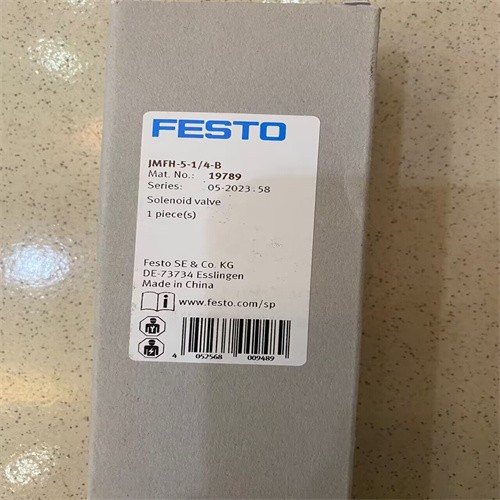 FESTO
JMFH-5-1/4-B
Mat. No.: 19789
Series: 05-2023:58
Solenoid valve
1 piece(s)
Festo SE & Co. KG
DE-73734 Esslingen
Made in China
www.festo.com/sp
4 052568 009489